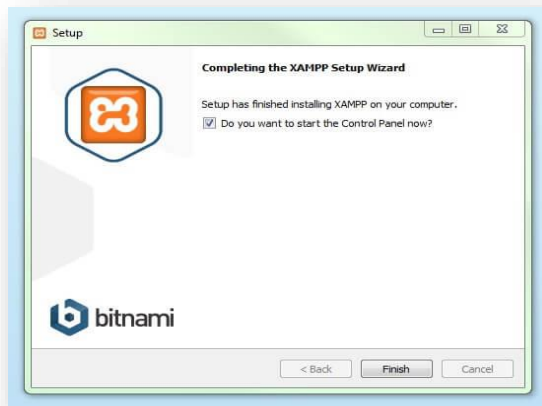 Setup
Completing the XAMPP Setup Wizard
Setup has finished installing XAMPP on your computer.
Do you want to start the Control Panel now?
bitnami
< Back
Finish
Cancel